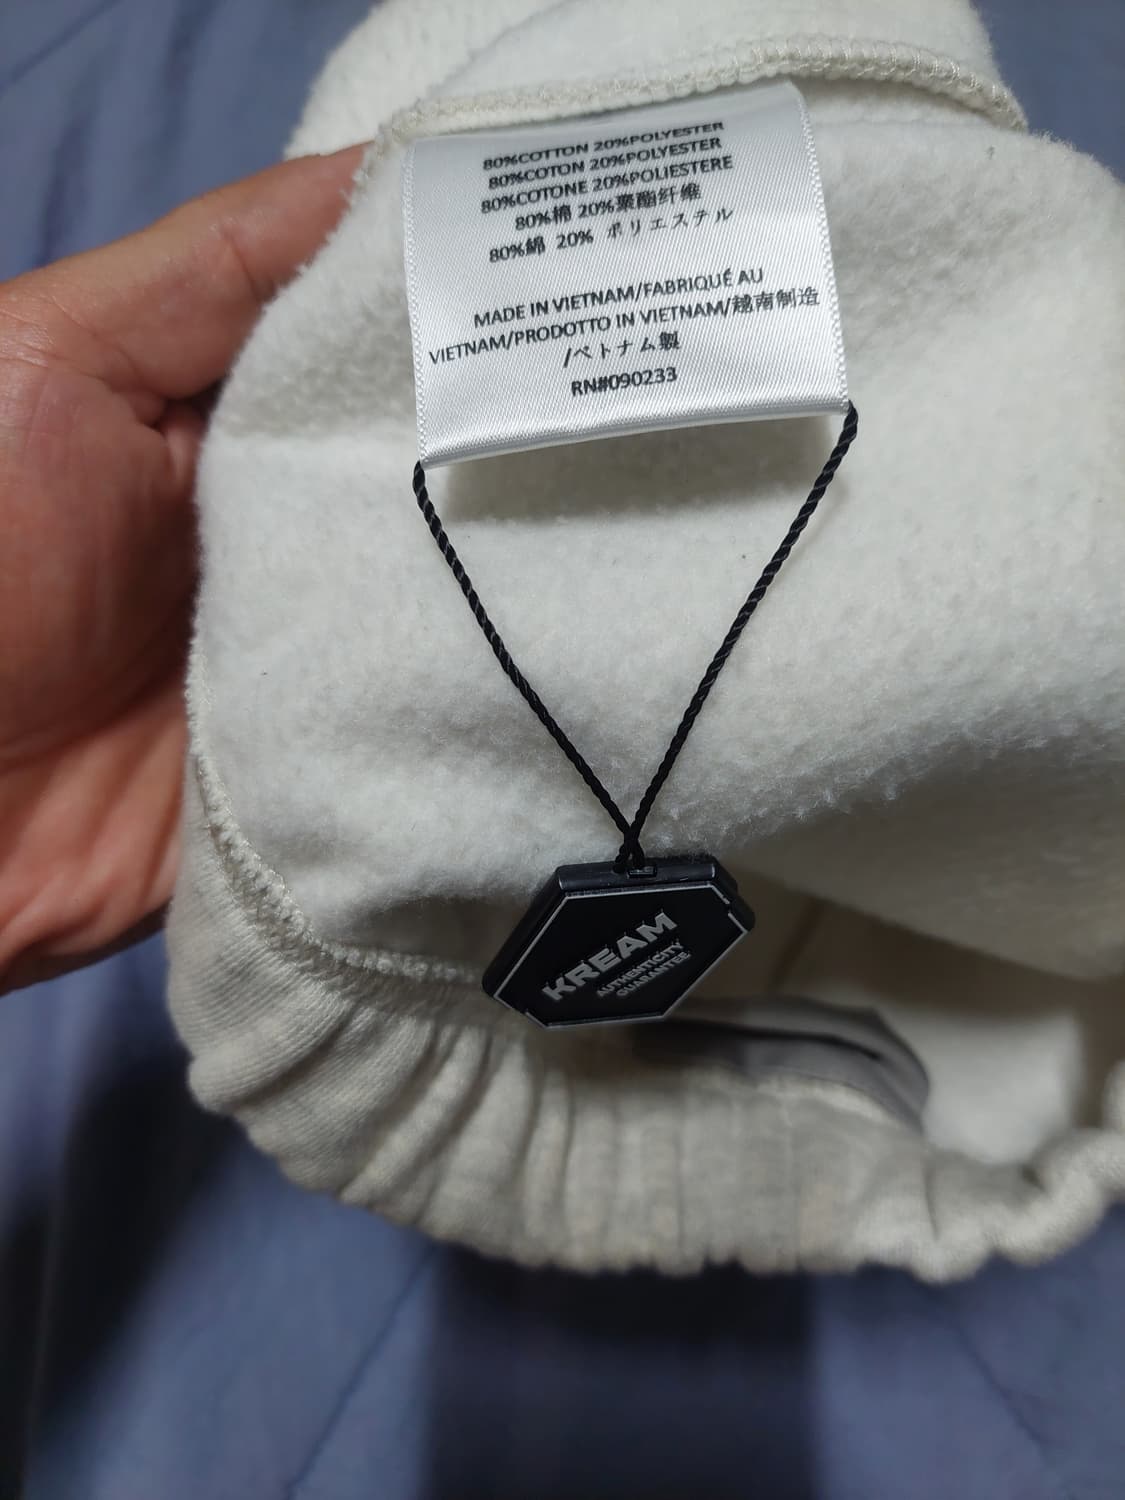 80%COTTON 20%POLYESTER
80%COTON 20%POLYESTER
80%COTONE 20%POLIESTERE
80%棉 20%聚酯纤维
80%綿 20% ポリエステル
MADE IN VIETNAM/FABRIQUÉ AU
VIETNAM/PRODOTTO IN VIETNAM/越南制造
/ベトナム製
RN#090233
KREAM
AUTHENTICITY
GUARANTEE